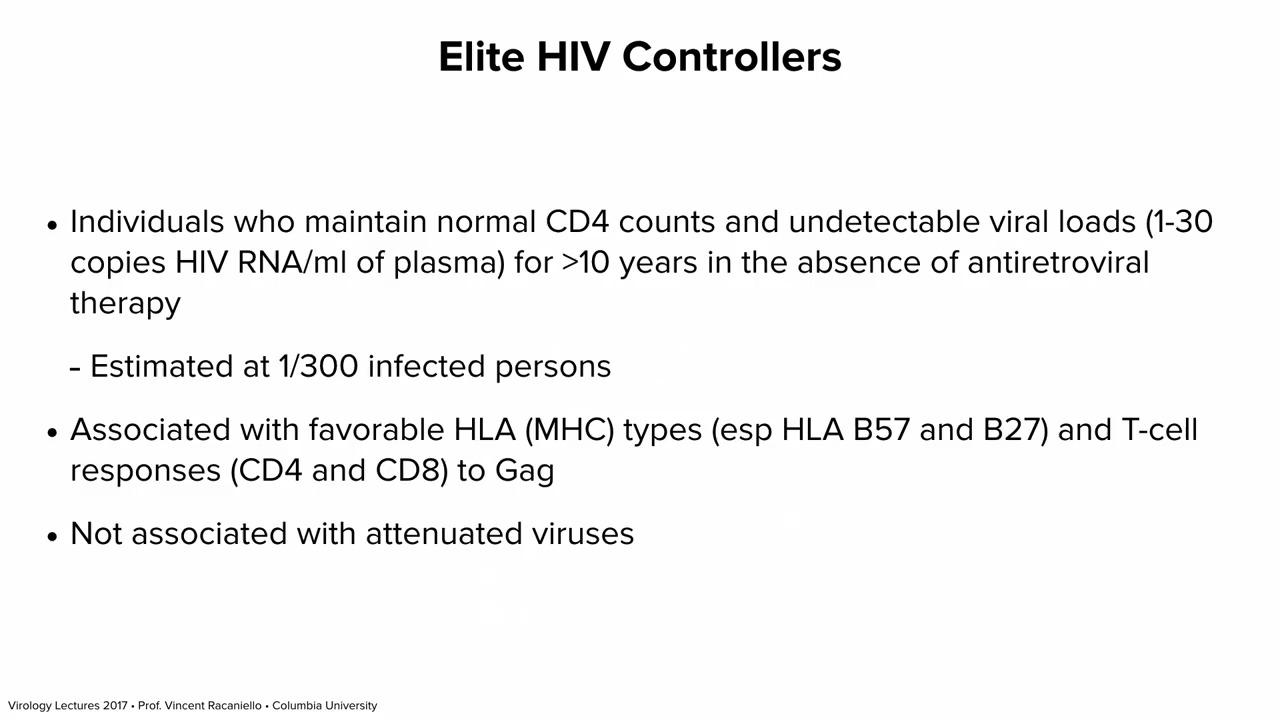 Elite HIV Controllers
• Individuals who maintain normal CD4 counts and undetectable viral loads (1-30
copies HIV RNA/ml of plasma) for >10 years in the absence of antiretroviral
therapy
- Estimated at 1/300 infected persons
• Associated with favorable HLA (MHC) types (esp HLA B57 and B27) and T-cell
responses (CD4 and CD8) to Gag
• Not associated with attenuated viruses
Virology Lectures 2017 • Prof. Vincent Racaniello • Columbia University